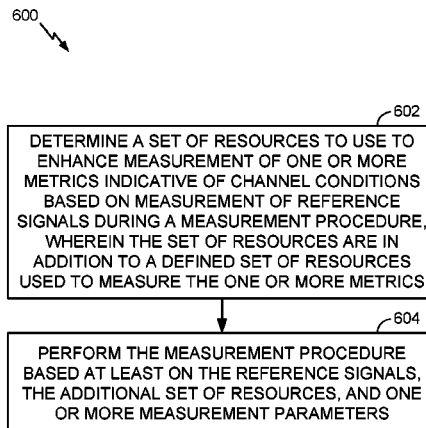 600
602
DETERMINE A SET OF RESOURCES TO USE TO
ENHANCE MEASUREMENT OF ONE OR MORE
METRICS INDICATIVE OF CHANNEL CONDITIONS
BASED ON MEASUREMENT OF REFERENCE
SIGNALS DURING A MEASUREMENT PROCEDURE,
WHEREIN THE SET OF RESOURCES ARE IN
ADDITION TO A DEFINED SET OF RESOURCES
USED TO MEASURE THE ONE OR MORE METRICS
604
PERFORM THE MEASUREMENT PROCEDURE
BASED AT LEAST ON THE REFERENCE SIGNALS,
THE ADDITIONAL SET OF RESOURCES, AND ONE
OR MORE MEASUREMENT PARAMETERS